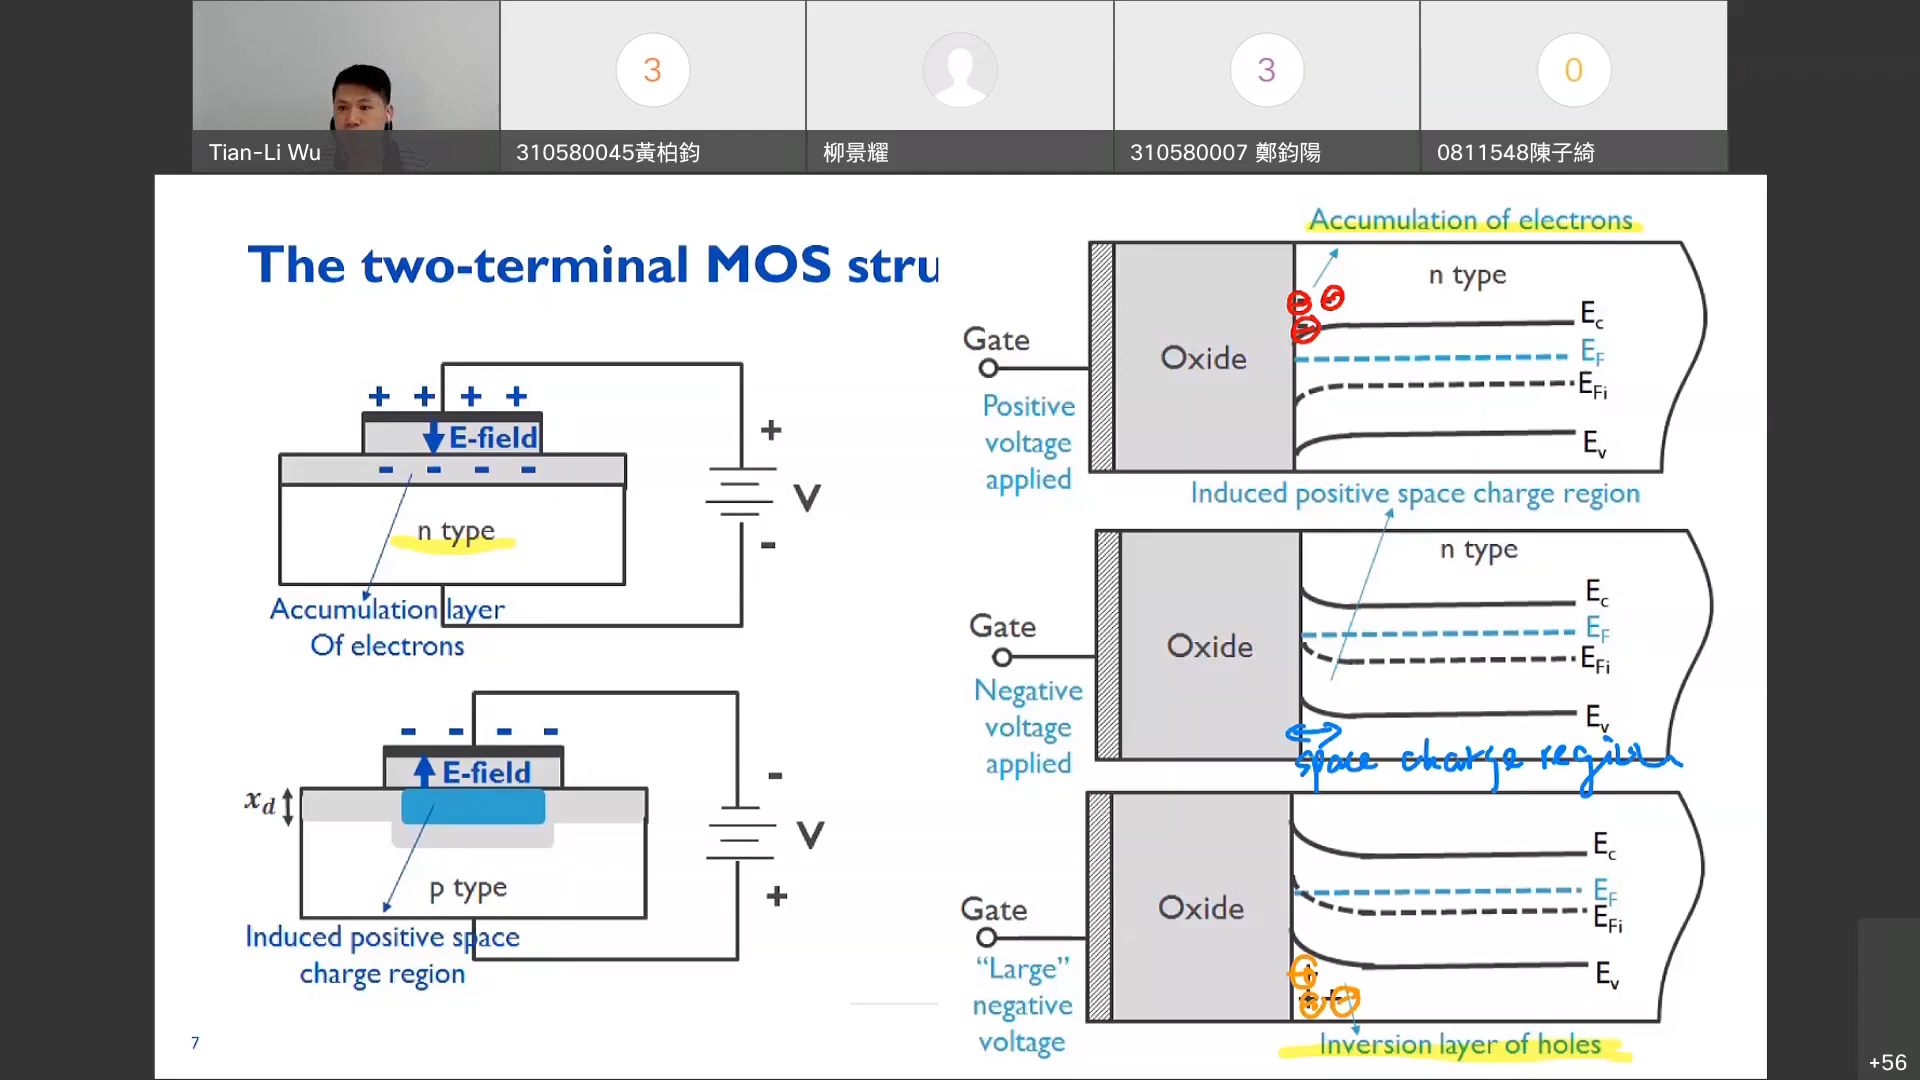 3
3
0
Tian-Li Wu
310580045黃柏鈞
柳景耀
310580007 鄭鈞陽
0811548陳子綺
The two-terminal MOS stru
+ + + +
E-field
- - - -
n type
+
V
-
Accumulation layer
Of electrons
- - - -
E-field
x_d
p type
-
V
+
Induced positive space
charge region
7
Accumulation of electrons
n type
Gate
Oxide
Positive
voltage
applied
Ec
EF
EFi
Ev
Induced positive space charge region
n type
Gate
Oxide
Negative
voltage
applied
Ec
EF
EFi
Ev
space charge region
Gate
Oxide
"Large"
negative
voltage
Ec
EF
EFi
Ev
Inversion layer of holes
+56